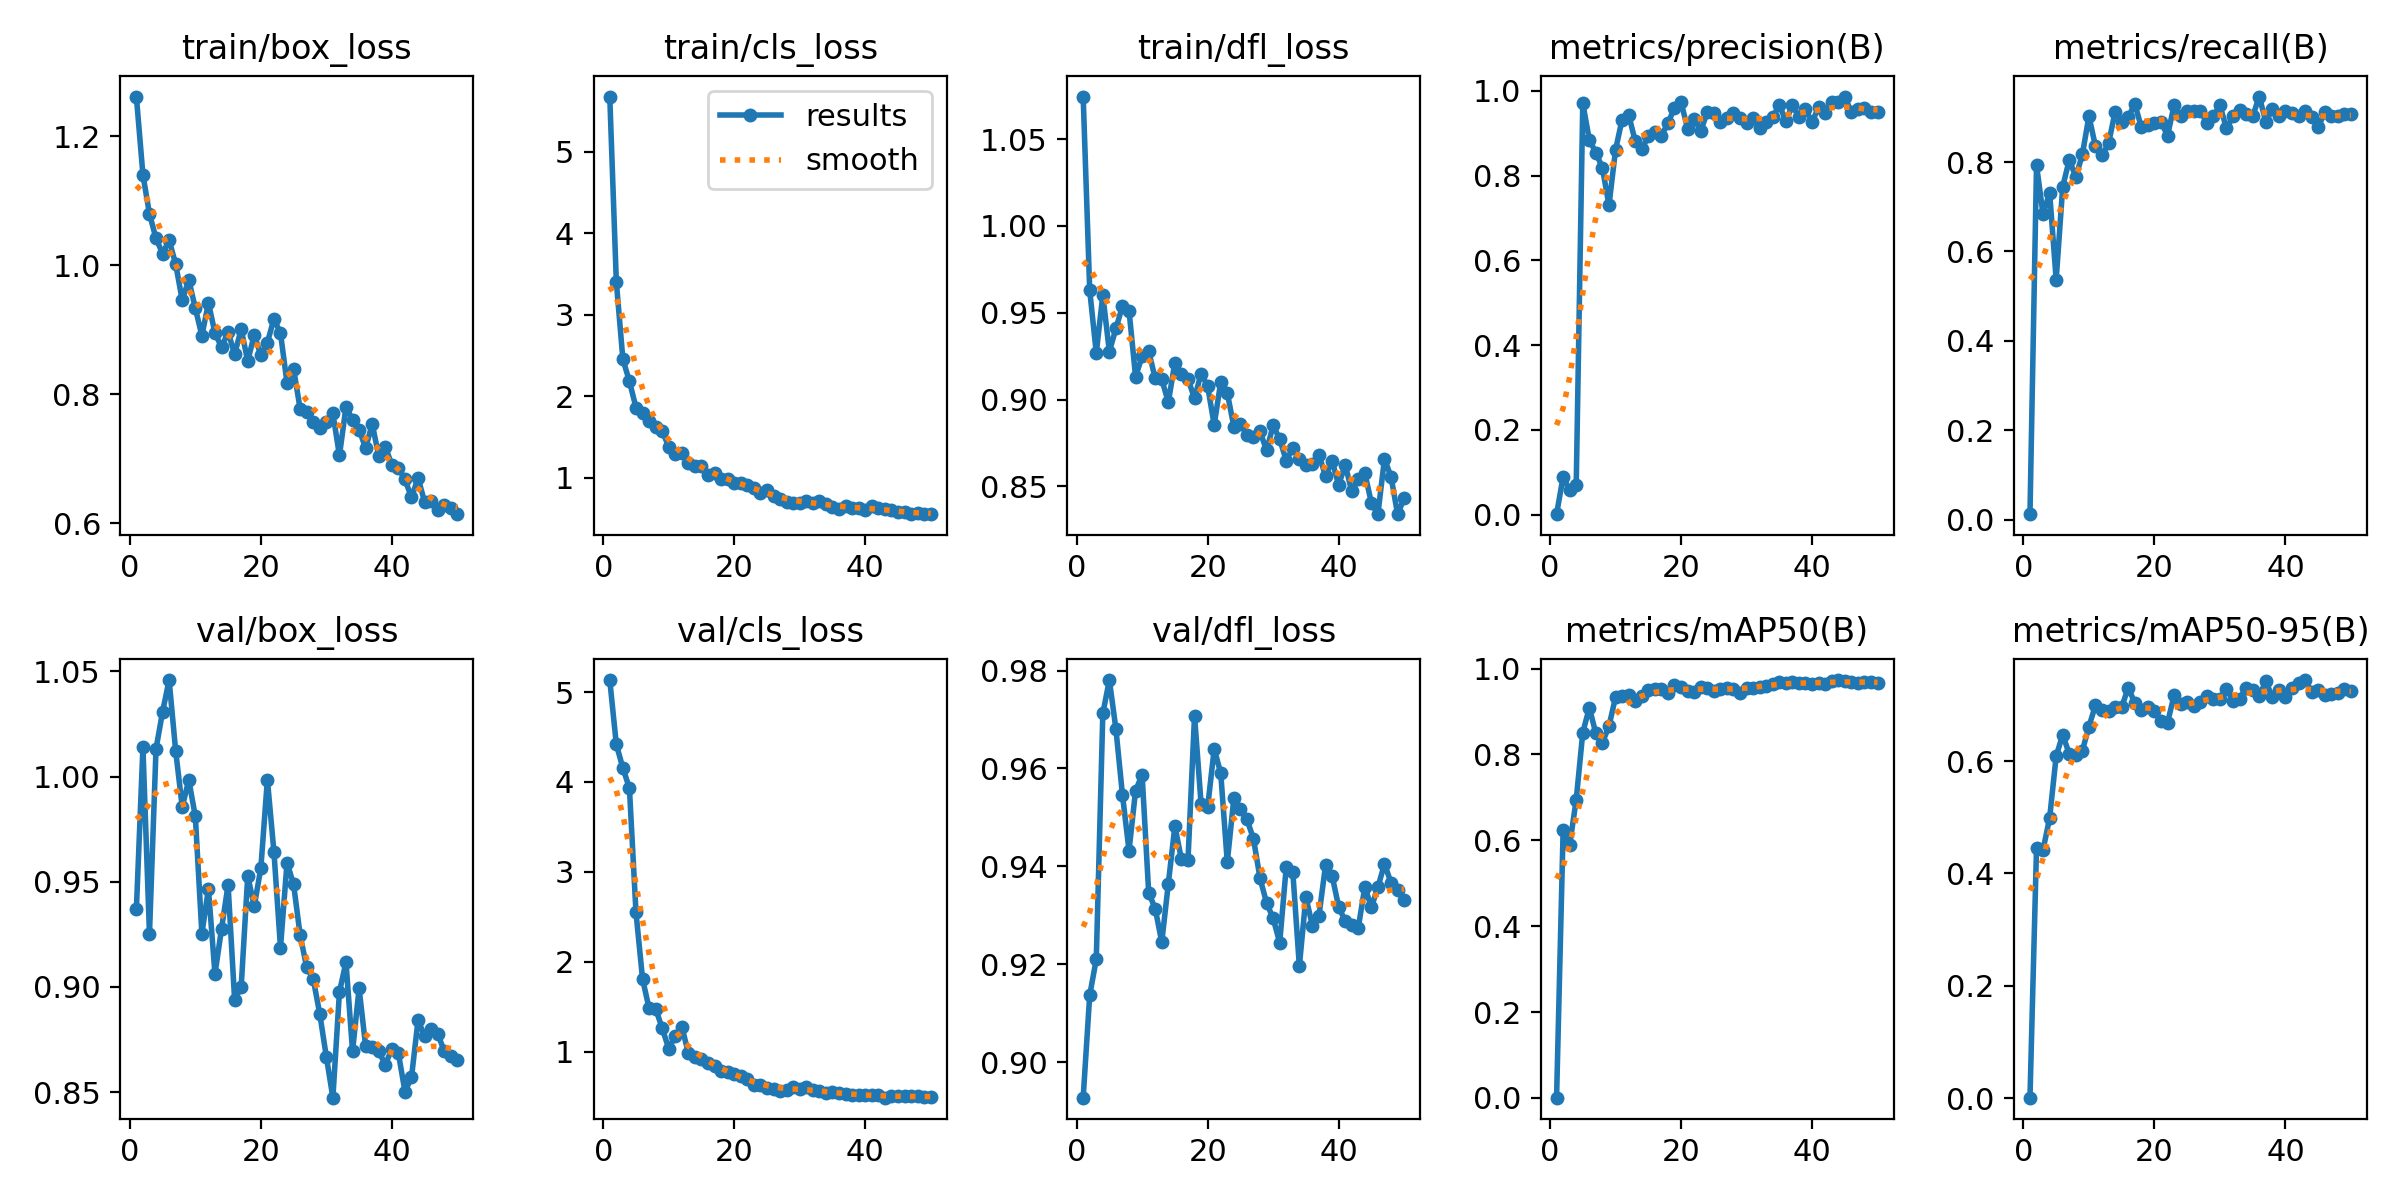 train/box_loss
1.2
1.0
0.8
0.6
0 20 40
train/cls_loss
results
smooth
5
4
3
2
1
0 20 40
train/dfl_loss
1.05
1.00
0.95
0.90
0.85
0 20 40
metrics/precision(B)
1.0
0.8
0.6
0.4
0.2
0.0
0 20 40
metrics/recall(B)
0.8
0.6
0.4
0.2
0.0
0 20 40
val/box_loss
1.05
1.00
0.95
0.90
0.85
0 20 40
val/cls_loss
5
4
3
2
1
0 20 40
val/dfl_loss
0.98
0.96
0.94
0.92
0.90
0 20 40
metrics/mAP50(B)
1.0
0.8
0.6
0.4
0.2
0.0
0 20 40
metrics/mAP50-95(B)
0.6
0.4
0.2
0.0
0 20 40